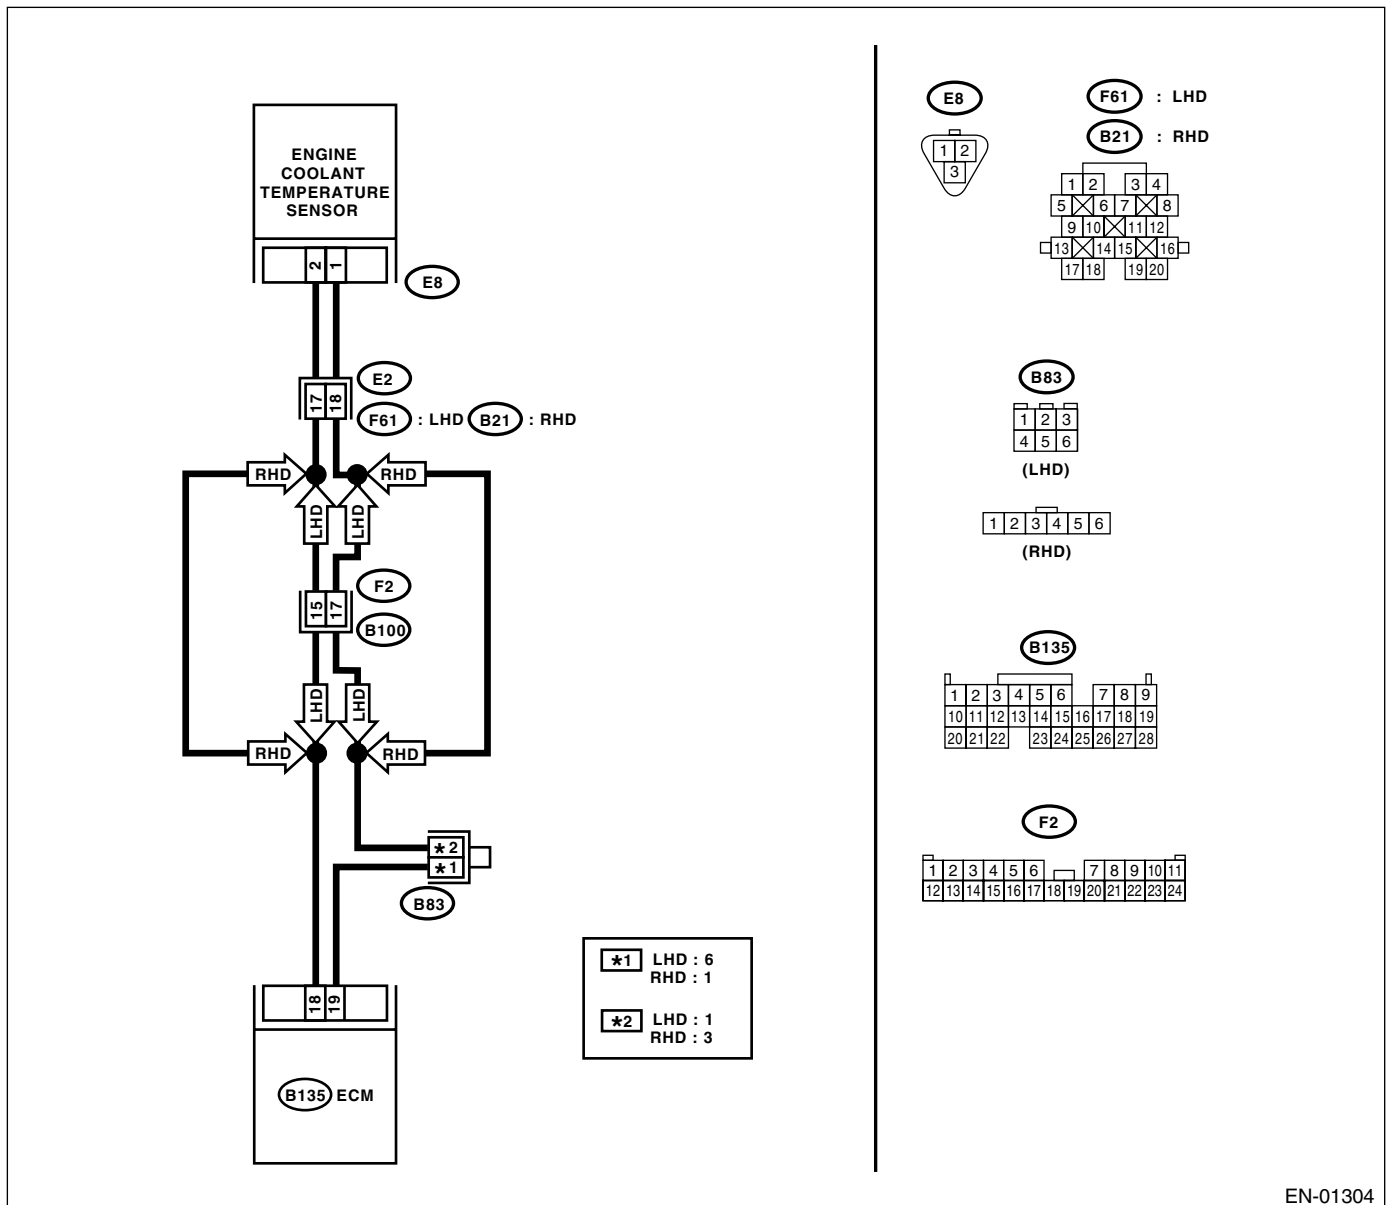 ENGINE
COOLANT
TEMPERATURE
SENSOR
2 1
E8
E2
17 18
F61 : LHD B21 : RHD
RHD RHD
LHD LHD
F2
15 17
B100
LHD LHD
RHD RHD
*2
*1
B83
18 19
B135 ECM
*1 LHD : 6
RHD : 1
*2 LHD : 1
RHD : 3
E8
1 2
3
F61 : LHD
B21 : RHD
1 2 3 4
5 6 7 8
9 10 11 12
13 14 15 16
17 18 19 20
B83
1 2 3
4 5 6
(LHD)
1 2 3 4 5 6
(RHD)
B135
1 2 3 4 5 6 7 8 9
10 11 12 13 14 15 16 17 18 19
20 21 22 23 24 25 26 27 28
F2
1 2 3 4 5 6 7 8 9 10 11
12 13 14 15 16 17 18 19 20 21 22 23 24
EN-01304